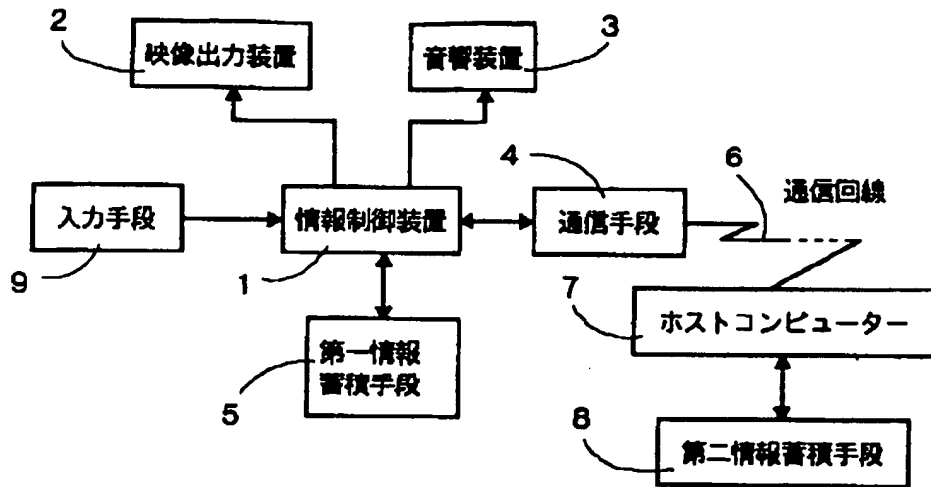 2
映像出力装置
3
音響装置
4
6
通信回線
入力手段
情報制御装置
通信手段
9
1
7
ホストコンピューター
第一情報
蓄積手段
5
8
第二情報蓄積手段